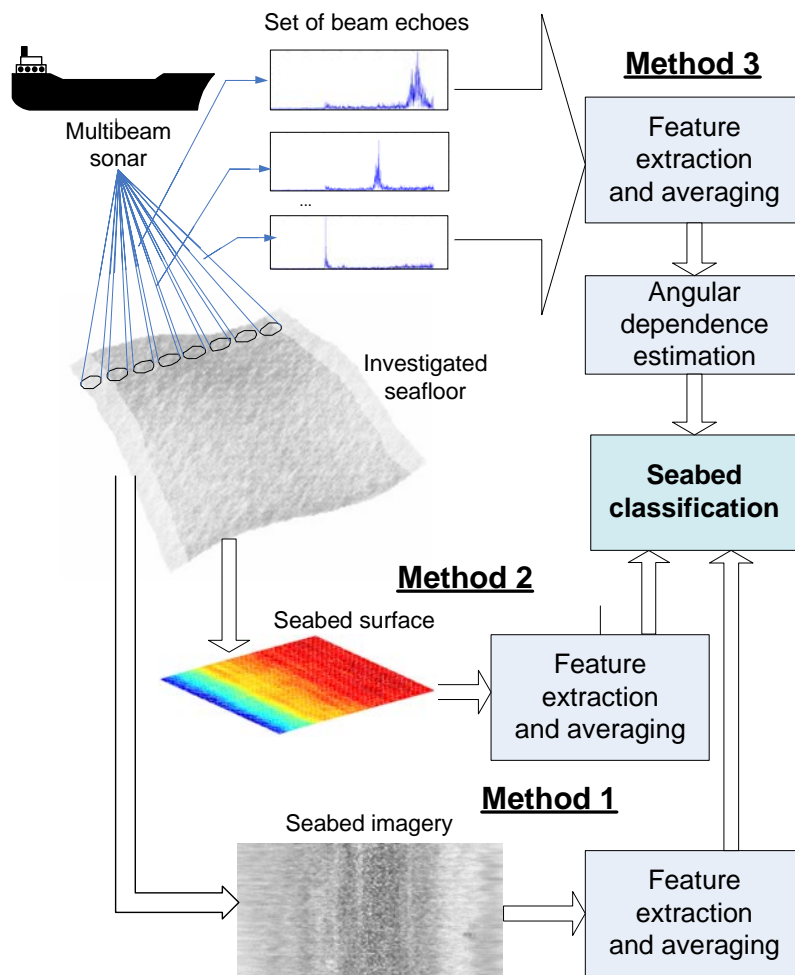 Set of beam echoes
Method 3
Multibeam
sonar
...
Feature
extraction
and averaging
Angular
dependence
estimation
Investigated
seafloor
Seabed
classification
Method 2
Seabed surface
Feature
extraction
and averaging
Method 1
Seabed imagery
Feature
extraction
and averaging